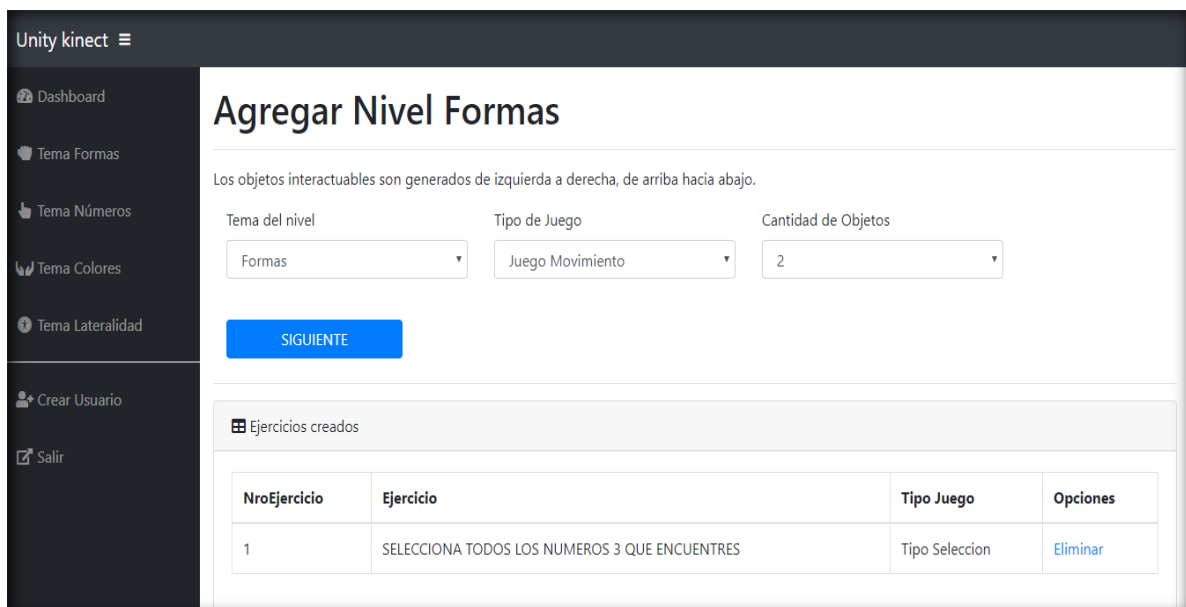 Unity kinect
Dashboard
Tema Formas
Tema Números
Tema Colores
Tema Lateralidad
Crear Usuario
Salir
Agregar Nivel Formas
Los objetos interactuables son generados de izquierda a derecha, de arriba hacia abajo.
Tema del nivel Tipo de Juego Cantidad de Objetos
Formas Juego Movimiento 2
SIGUIENTE
Ejercicios creados
NroEjercicio Ejercicio Tipo Juego Opciones
1 SELECCIONA TODOS LOS NUMEROS 3 QUE ENCUENTRES Tipo Seleccion Eliminar